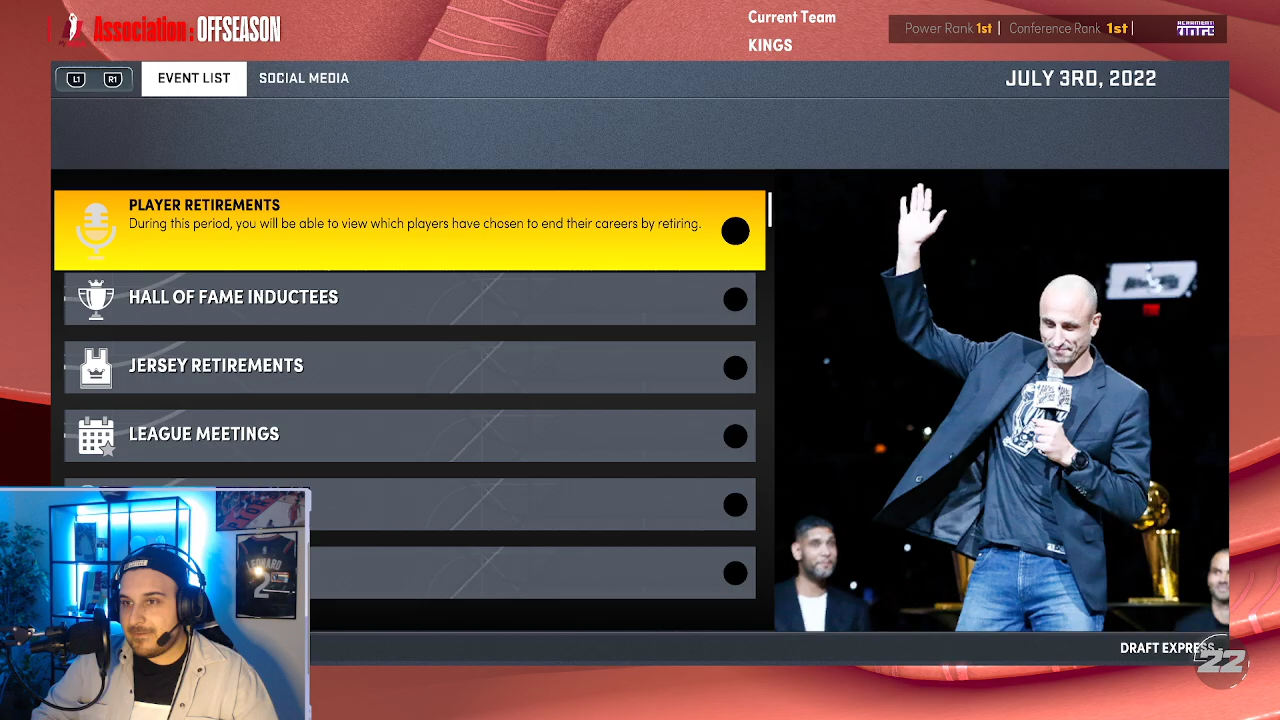 Association: OFFSEASON
Current Team
KINGS
Power Rank 1st | Conference Rank 1st |
L1 R1 EVENT LIST SOCIAL MEDIA
JULY 3RD, 2022
PLAYER RETIREMENTS
During this period, you will be able to view which players have chosen to end their careers by retiring.
HALL OF FAME INDUCTEES
JERSEY RETIREMENTS
LEAGUE MEETINGS
LEONARD
2
DRAFT EXPRESS
22